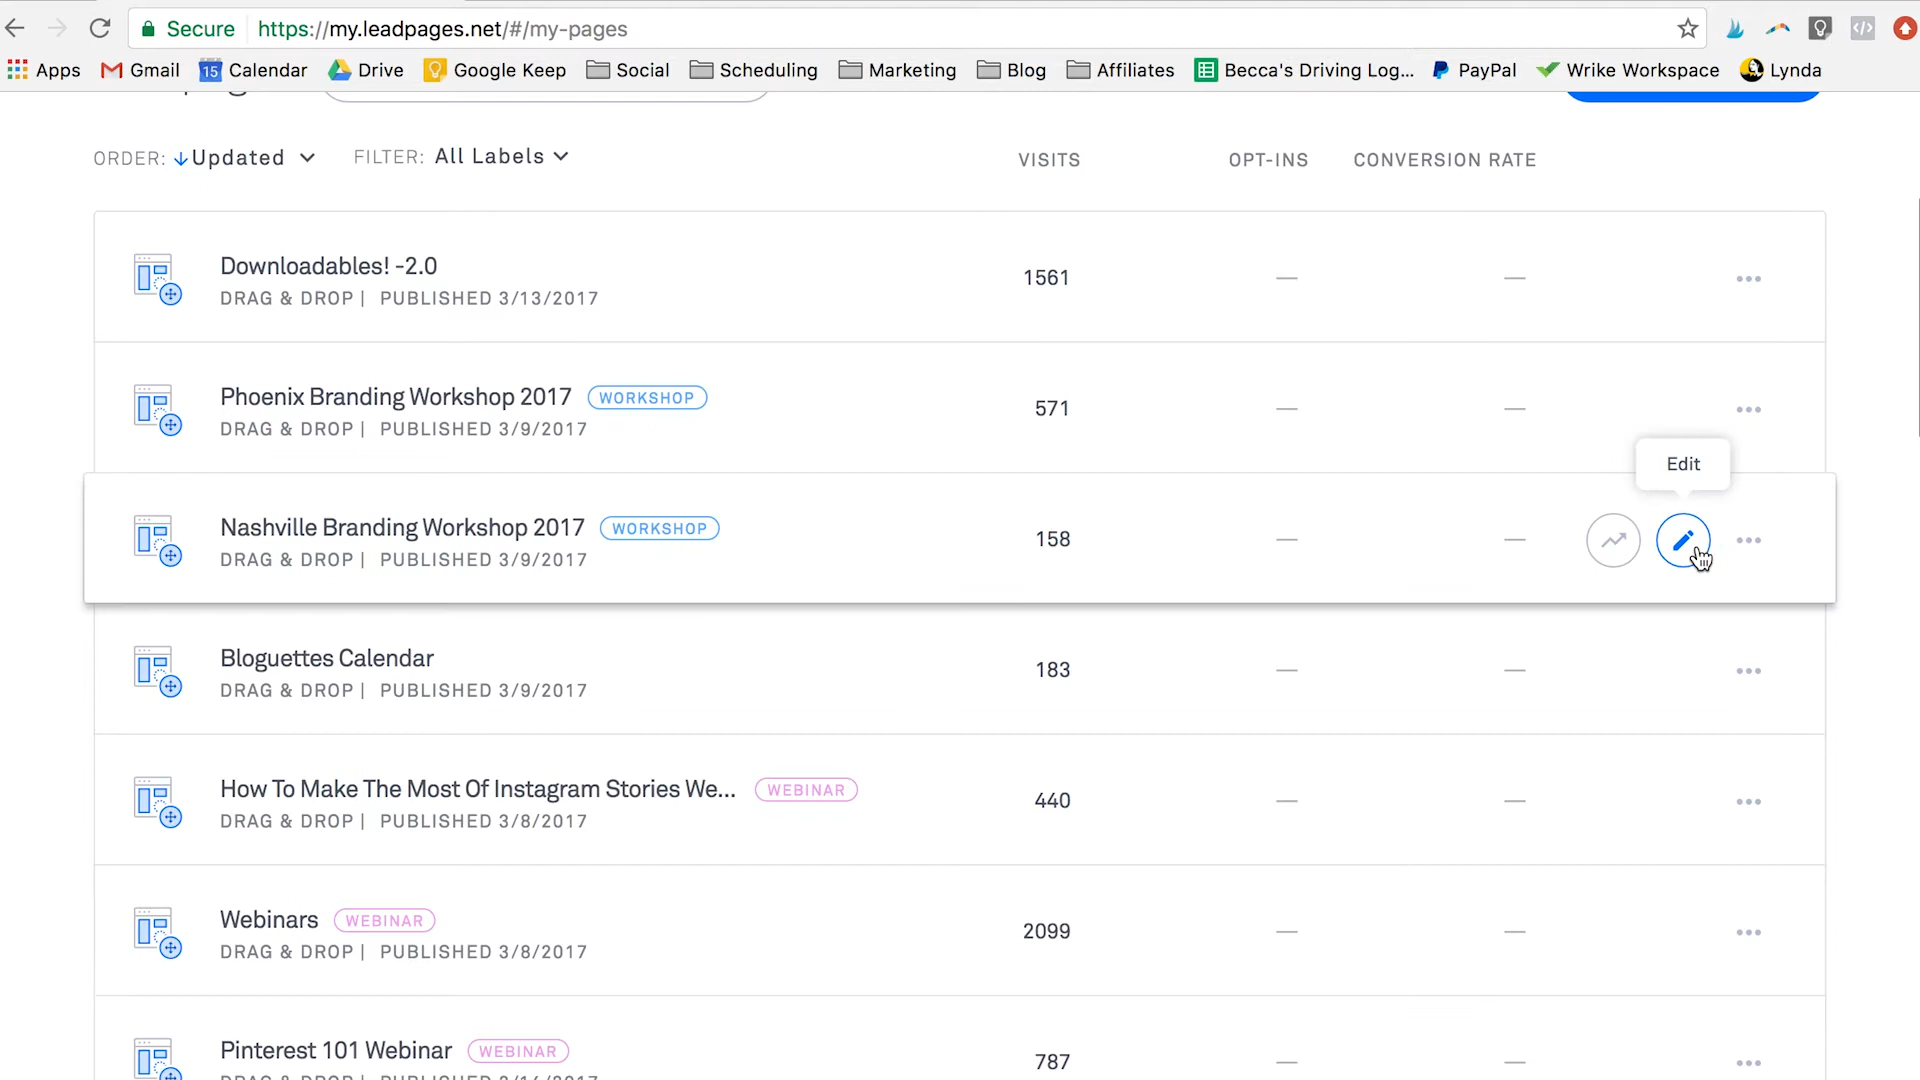 Secure https://my.leadpages.net/#/my-pages
Apps Gmail 15 Calendar Drive Google Keep Social Scheduling Marketing Blog Affiliates Becca's Driving Log... PayPal Wrike Workspace Lynda
ORDER: Updated FILTER: All Labels VISITS OPT-INS CONVERSION RATE
Downloadables! -2.0
DRAG & DROP | PUBLISHED 3/13/2017
1561 — —
Phoenix Branding Workshop 2017 WORKSHOP
DRAG & DROP | PUBLISHED 3/9/2017
571 — —
Edit
Nashville Branding Workshop 2017 WORKSHOP
DRAG & DROP | PUBLISHED 3/9/2017
158 — —
Bloguettes Calendar
DRAG & DROP | PUBLISHED 3/9/2017
183 — —
How To Make The Most Of Instagram Stories We... WEBINAR
DRAG & DROP | PUBLISHED 3/8/2017
440 — —
Webinars WEBINAR
DRAG & DROP | PUBLISHED 3/8/2017
2099 — —
Pinterest 101 Webinar WEBINAR
DRAG & DROP | PUBLISHED
787 — —